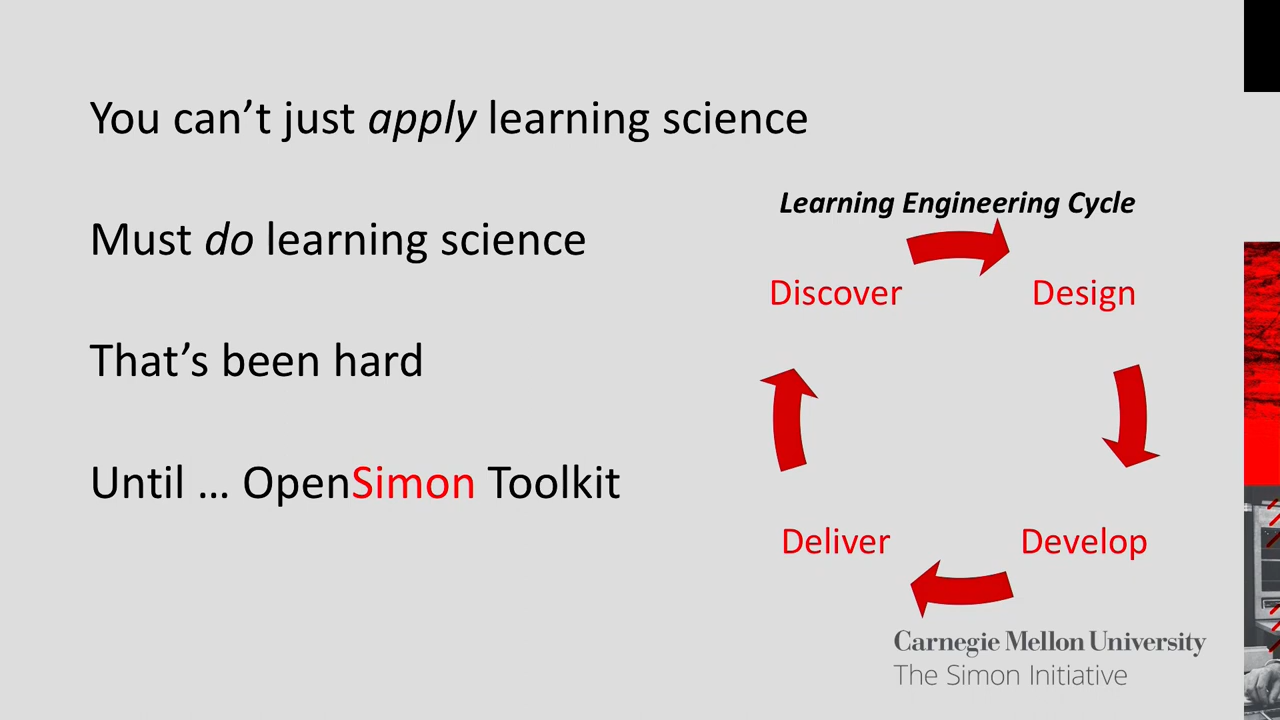 You can’t just apply learning science
Must do learning science
That’s been hard
Until ... OpenSimon Toolkit
Learning Engineering Cycle
Discover
Design
Deliver
Develop
Carnegie Mellon University
The Simon Initiative